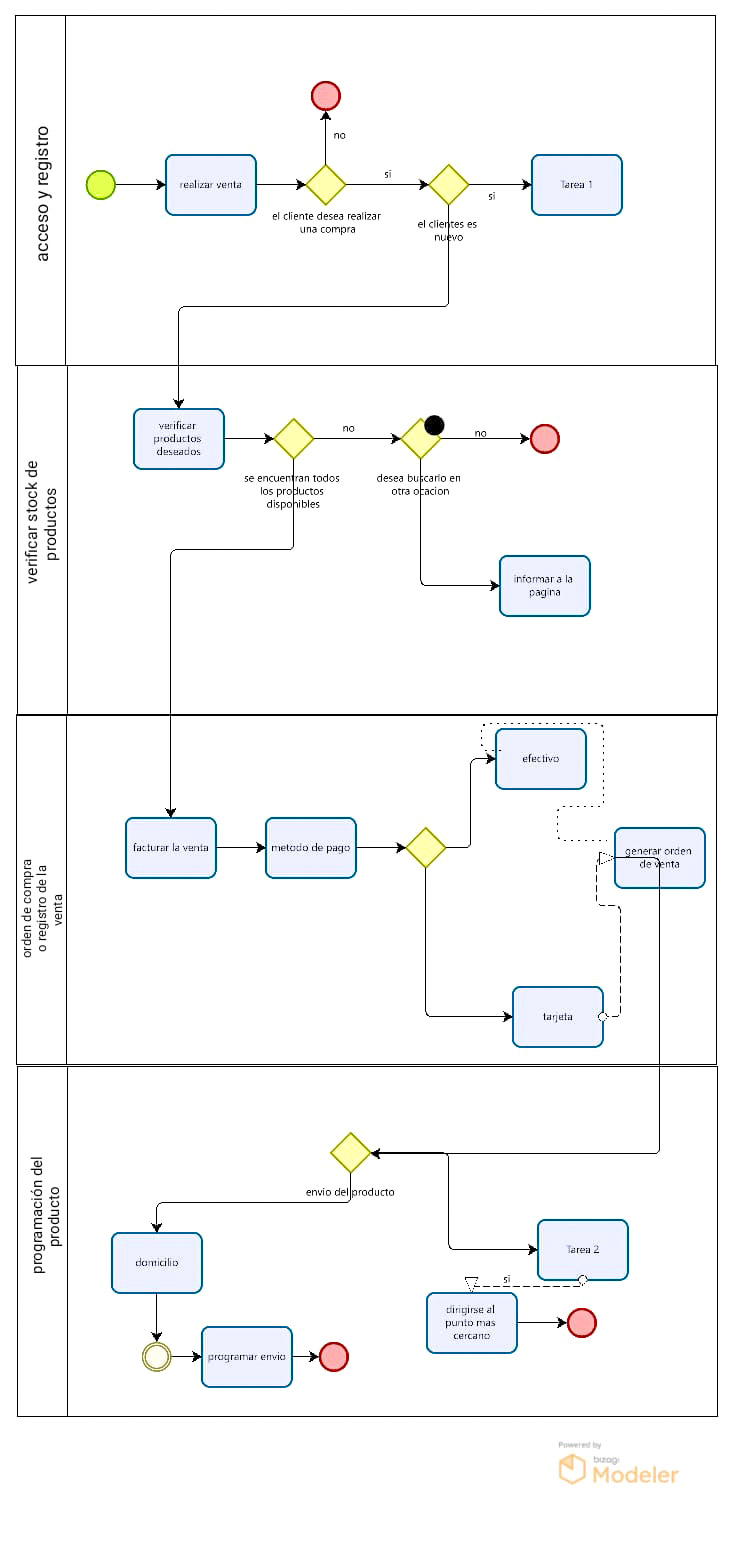 acceso y registro
no
realizar venta
si
si
Tarea 1
el cliente desea realizar
una compra
el clientes es
nuevo
verificar stock de
productos
verificar
productos
deseados
no
no
se encuentran todos
los productos
disponibles
desea buscarlo en
otra ocacion
informar a la
pagina
orden de compra
o registro de la
venta
efectivo
facturar la venta
metodo de pago
generar orden
de venta
tarjeta
programación del
producto
envio del producto
domicilio
Tarea 2
si
dirigirse al
punto mas
cercano
programar envio
Powered by
bizagi
Modeler